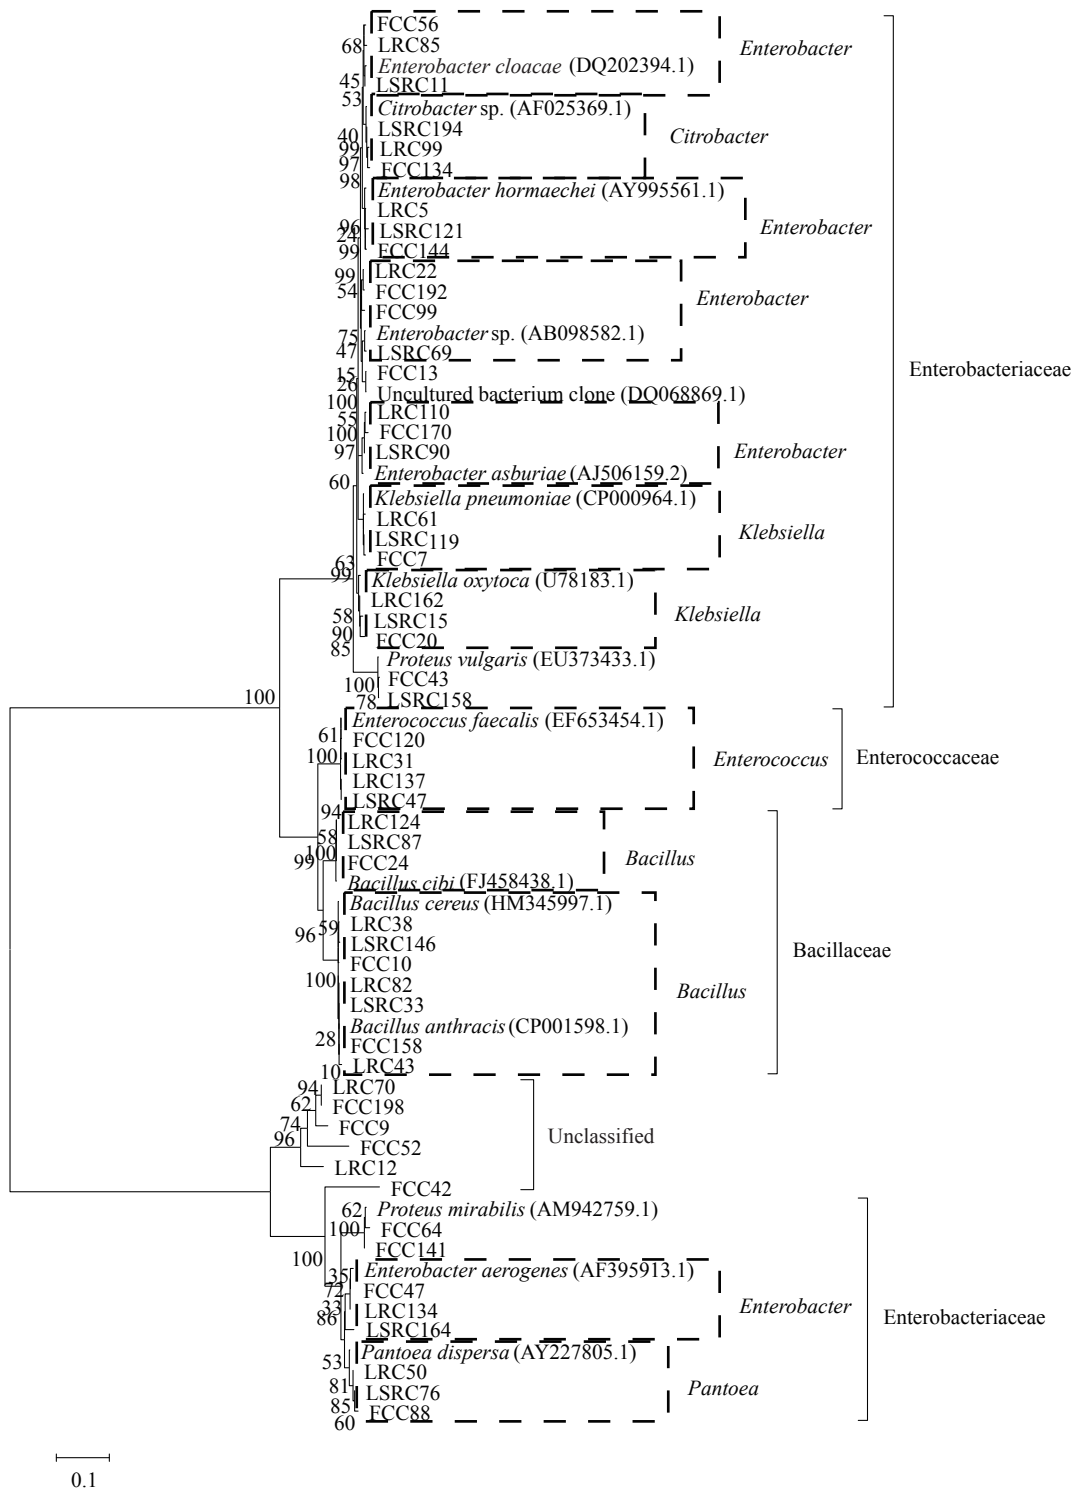 FCC56
68
LRC85
Enterobacter
Enterobacter cloacae (DQ202394.1)
45
LSRC11
53
Citrobacter sp. (AF025369.1)
LSRC194
40
Citrobacter
99
LRC99
97
FCC134
98
Enterobacter hormaechei (AY995561.1)
LRC5
96
Enterobacter
24
LSRC121
99
FCC144
99
LRC22
54
FCC192
Enterobacter
FCC99
75
Enterobacter sp. (AB098582.1)
47
LSRC69
Enterobacteriaceae
15
FCC13
26
Uncultured bacterium clone (DQ068869.1)
100
LRC110
55
100
FCC170
97
LSRC90
Enterobacter
Enterobacter asburiae (AJ506159.2)
60
Klebsiella pneumoniae (CP000964.1)
LRC61
Klebsiella
LSRC119
63
FCC7
99
Klebsiella oxytoca (U78183.1)
LRC162
58
LSRC15
Klebsiella
90
FCC20
85
Proteus vulgaris (EU373433.1)
100
FCC43
100
78
LSRC158
Enterococcus faecalis (EF653454.1)
61
FCC120
100
LRC31
Enterococcus
Enterococcaceae
LRC137
LSRC47
94
LRC124
58
LSRC87
100
99
FCC24
Bacillus
Bacillus cibi (FJ458438.1)
Bacillus cereus (HM345997.1)
59
LRC38
96
LSRC146
Bacillaceae
FCC10
100
LRC82
Bacillus
LSRC33
Bacillus anthracis (CP001598.1)
28
FCC158
10
LRC43
94
LRC70
62
FCC198
74
FCC9
96
Unclassified
FCC52
LRC12
FCC42
62
Proteus mirabilis (AM942759.1)
100
FCC64
100
FCC141
35
Enterobacter aerogenes (AF395913.1)
72
FCC47
33
LRC134
Enterobacter
86
LSRC164
Enterobacteriaceae
53
Pantoea dispersa (AY227805.1)
LRC50
81
LSRC76
Pantoea
85
FCC88
60
0.1